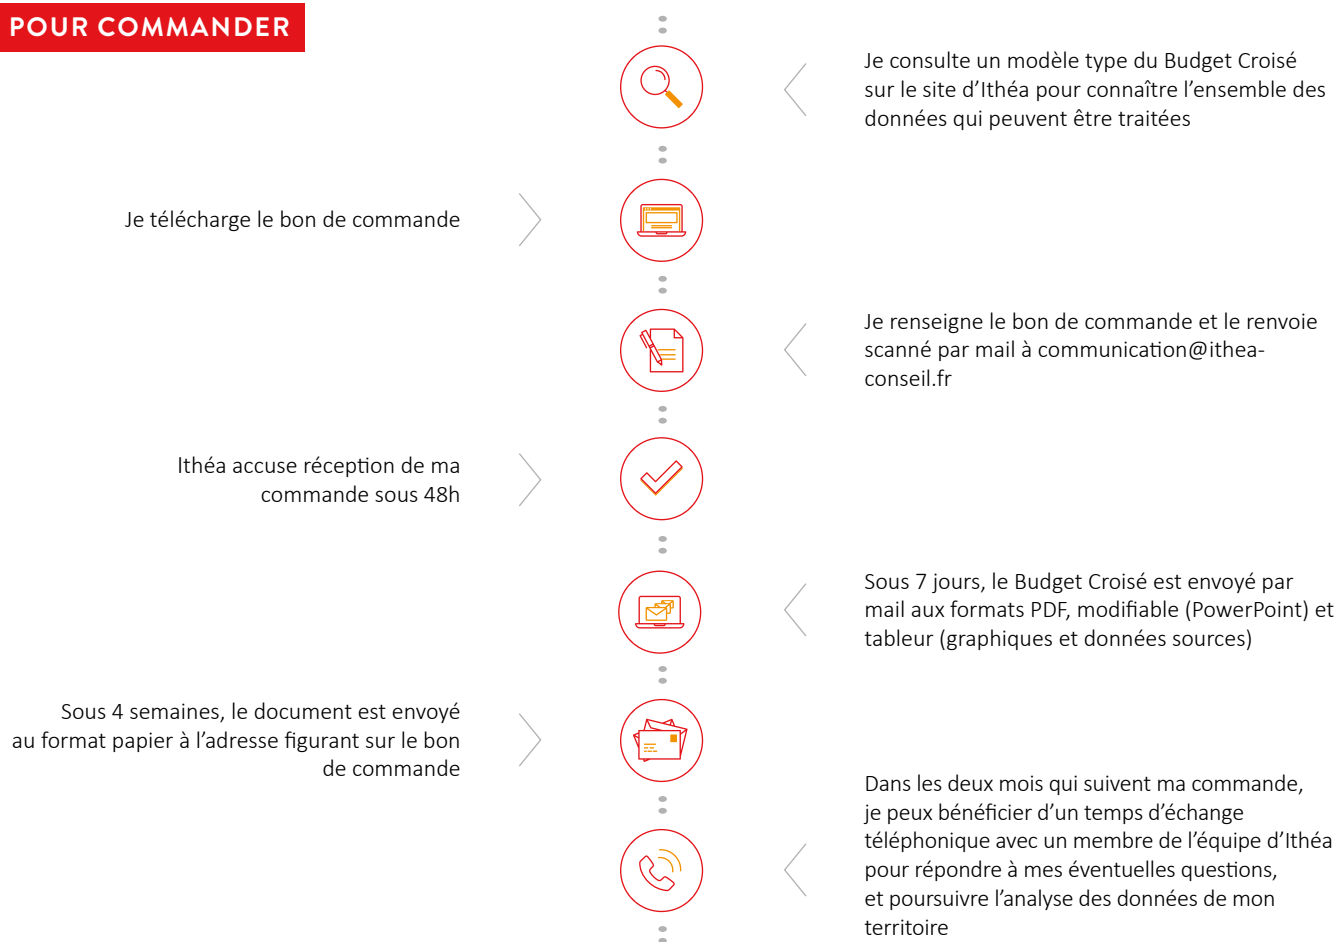 POUR COMMANDER
Je consulte un modèle type du Budget Croisé
sur le site d’Ithéa pour connaître l’ensemble des
données qui peuvent être traitées
Je télécharge le bon de commande
Je renseigne le bon de commande et le renvoie
scanné par mail à communication@ithea-
conseil.fr
Ithéa accuse réception de ma
commande sous 48h
Sous 7 jours, le Budget Croisé est envoyé par
mail aux formats PDF, modifiable (PowerPoint) et
tableur (graphiques et données sources)
Sous 4 semaines, le document est envoyé
au format papier à l’adresse figurant sur le bon
de commande
Dans les deux mois qui suivent ma commande,
je peux bénéficier d’un temps d’échange
téléphonique avec un membre de l’équipe d’Ithéa
pour répondre à mes éventuelles questions,
et poursuivre l’analyse des données de mon
territoire